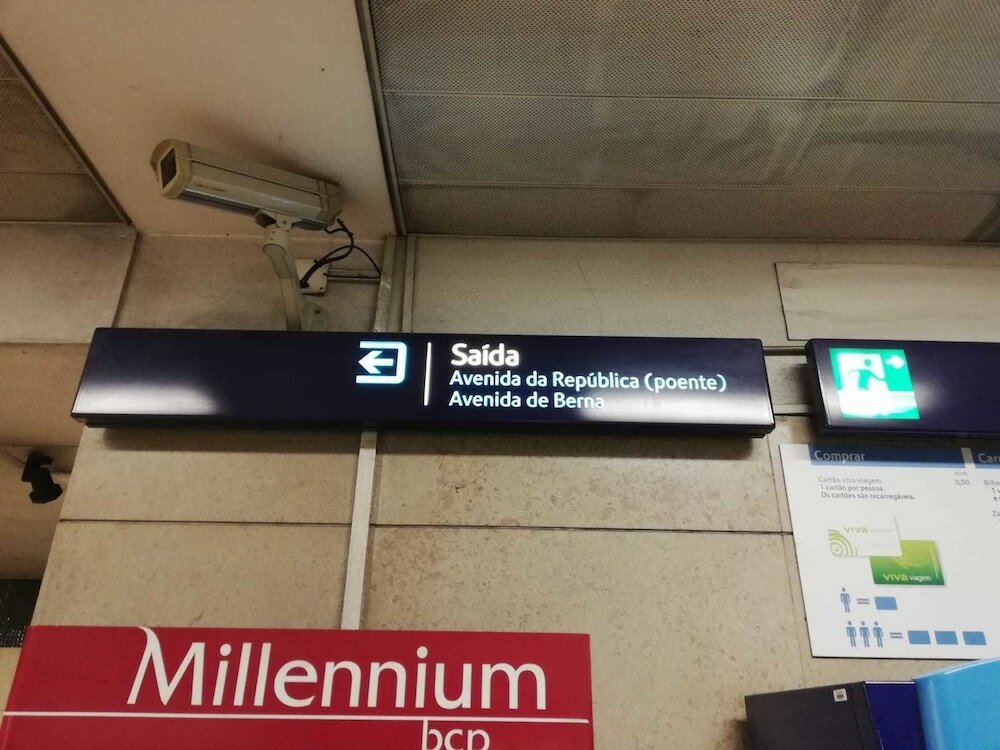 Saída
Avenida da República (poente)
Avenida de Berna
Comprar
Cartão viva viagem
1 cartão por pessoa.
Os cartões são recarregáveis.
0,50
viva viagem
viva viagem
Millennium
bcp